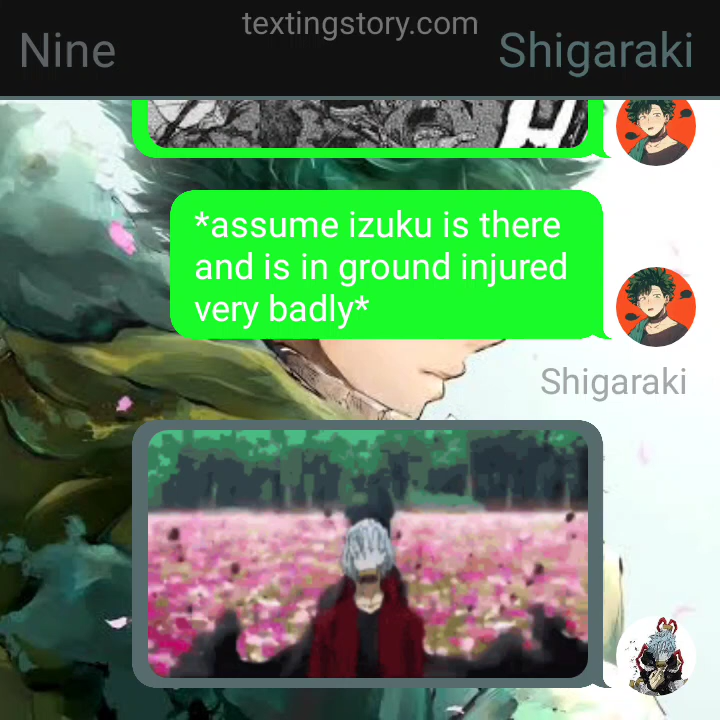 textingstory.com
Nine
Shigaraki
*assume izuku is there
and is in ground injured
very badly*
Shigaraki